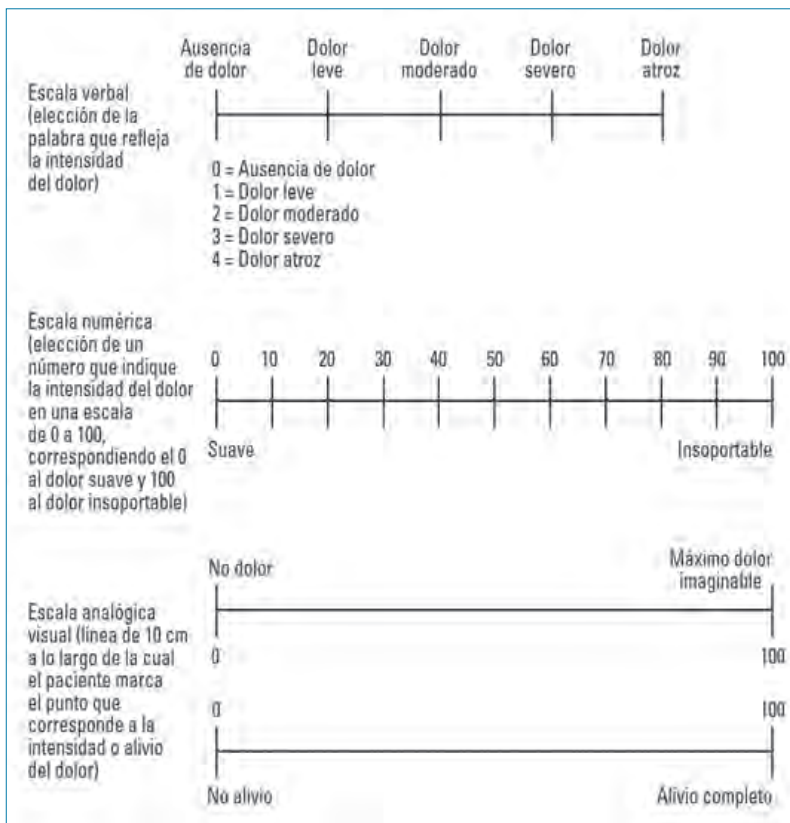 Ausencia de dolor
Dolor leve
Dolor moderado
Dolor severo
Dolor atroz
Escala verbal
(elección de la
palabra que refleja
la intensidad
del dolor)
0 = Ausencia de dolor
1 = Dolor leve
2 = Dolor moderado
3 = Dolor severo
4 = Dolor atroz
Escala numérica
(elección de un
número que indique
la intensidad del dolor
en una escala
de 0 a 100,
correspondiendo el 0
al dolor suave y 100
al dolor insoportable)
0 10 20 30 40 50 60 70 80 90 100
Suave Insoportable
No dolor
Máximo dolor
imaginable
Escala analógica
visual (línea de 10 cm
a lo largo de la cual
el paciente marca
el punto que
corresponde a la
intensidad o alivio
del dolor)
0 100
0 100
No alivio Alivio completo